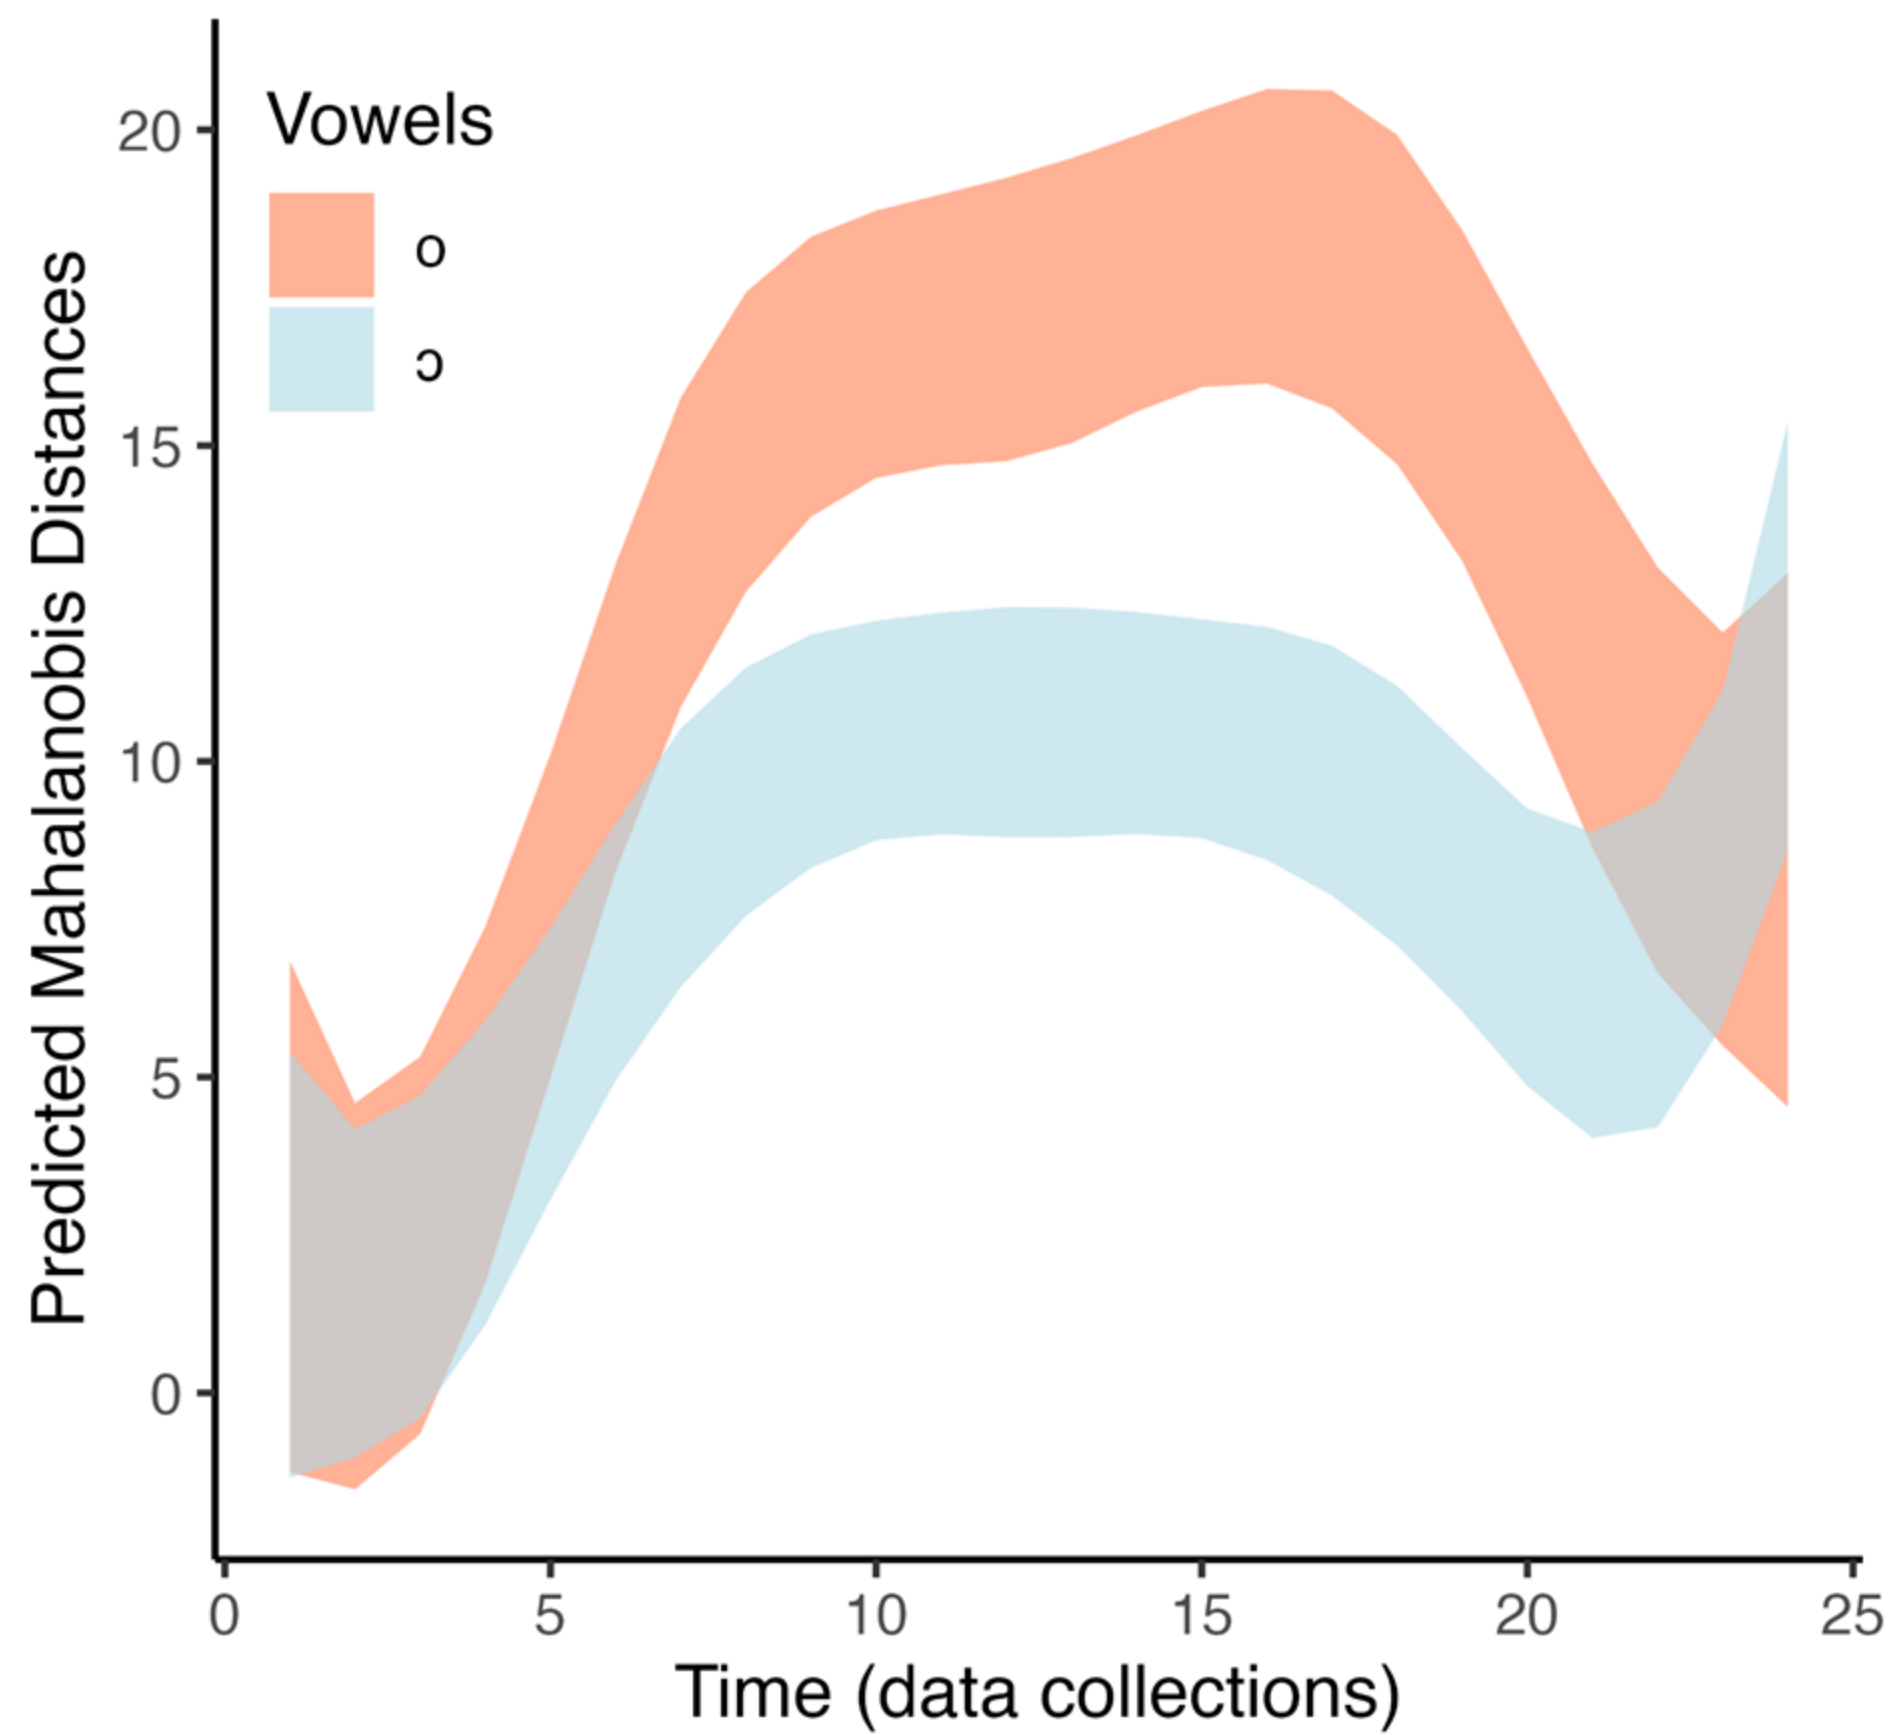 Vowels
o
ɔ
Predicted Mahalanobis Distances
20
15
10
5
0
0 5 10 15 20 25
Time (data collections)